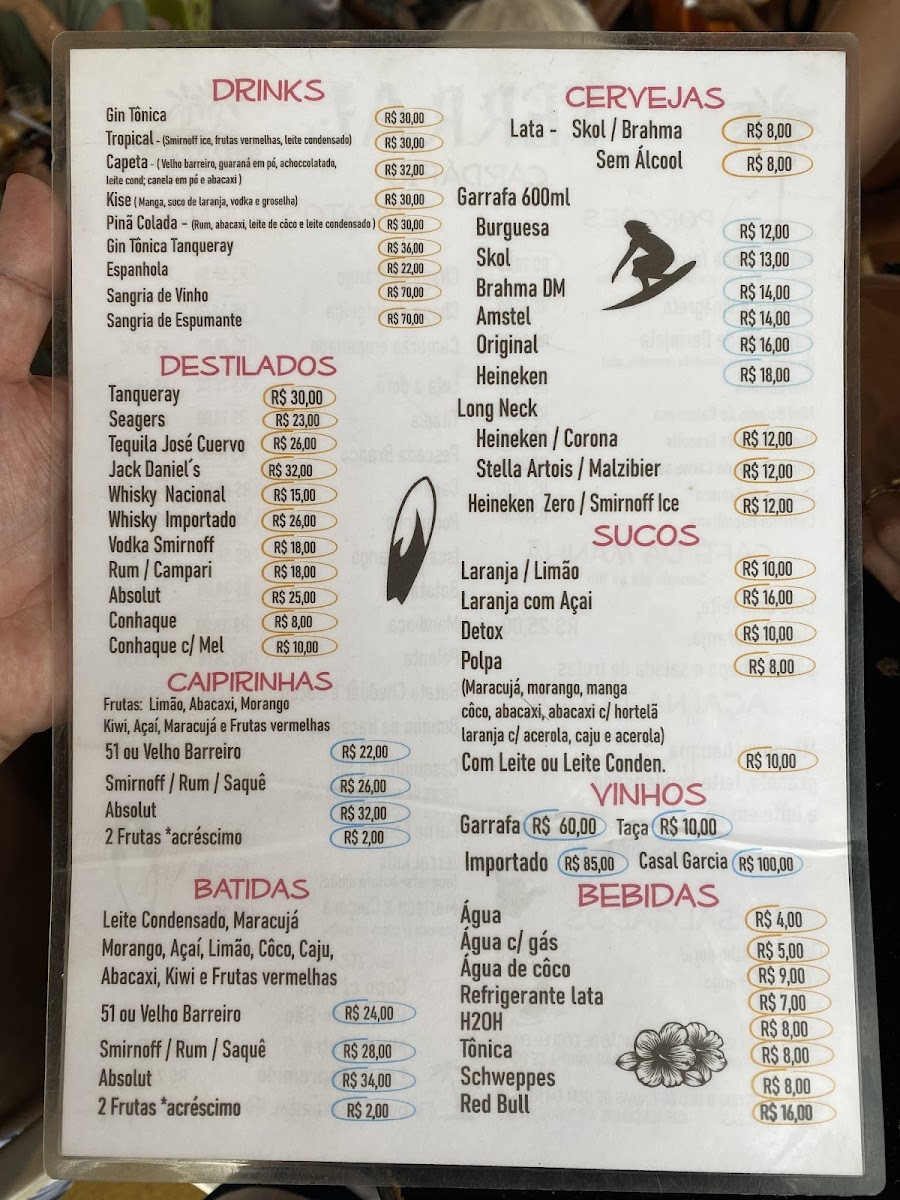 DRINKS
Gin Tônica R$ 30,00
Tropical - (Smirnoff ice, frutas vermelhas, leite condensado) R$ 30,00
Capeta - ( Velho barreiro, guaraná em pó, achoccolatado, R$ 32,00
leite cond; canela em pó e abacaxi )
Kise ( Manga, suco de laranja, vodka e groselha) R$ 30,00
Pinã Colada - (Rum, abacaxi, leite de côco e leite condensado ) R$ 30,00
Gin Tônica Tanqueray R$ 36,00
Espanhola R$ 22,00
Sangria de Vinho R$ 70,00
Sangria de Espumante R$ 70,00
DESTILADOS
Tanqueray R$ 30,00
Seagers R$ 23,00
Tequila José Cuervo R$ 26,00
Jack Daniel´s R$ 32,00
Whisky Nacional R$ 15,00
Whisky Importado R$ 26,00
Vodka Smirnoff R$ 18,00
Rum / Campari R$ 18,00
Absolut R$ 25,00
Conhaque R$ 8,00
Conhaque c/ Mel R$ 10,00
CAIPIRINHAS
Frutas: Limão, Abacaxi, Morango
Kiwi, Açaí, Maracujá e Frutas vermelhas
51 ou Velho Barreiro R$ 22,00
Smirnoff / Rum / Saquê R$ 26,00
Absolut R$ 32,00
2 Frutas *acréscimo R$ 2,00
BATIDAS
Leite Condensado, Maracujá
Morango, Açaí, Limão, Côco, Caju,
Abacaxi, Kiwi e Frutas vermelhas
51 ou Velho Barreiro R$ 24,00
Smirnoff / Rum / Saquê R$ 28,00
Absolut R$ 34,00
2 Frutas *acréscimo R$ 2,00
CERVEJAS
Lata - Skol / Brahma R$ 8,00
Sem Álcool R$ 8,00
Garrafa 600ml
Burguesa R$ 12,00
Skol R$ 13,00
Brahma DM R$ 14,00
Amstel R$ 14,00
Original R$ 16,00
Heineken R$ 18,00
Long Neck
Heineken / Corona R$ 12,00
Stella Artois / Malzibier R$ 12,00
Heineken Zero / Smirnoff Ice R$ 12,00
SUCOS
Laranja / Limão R$ 10,00
Laranja com Açai R$ 16,00
Detox R$ 10,00
Polpa R$ 8,00
(Maracujá, morango, manga
côco, abacaxi, abacaxi c/ hortelã
laranja c/ acerola, caju e acerola)
Com Leite ou Leite Conden. R$ 10,00
VINHOS
Garrafa R$ 60,00 Taça R$ 10,00
Importado R$ 85,00 Casal Garcia R$ 100,00
BEBIDAS
Água R$ 4,00
Água c/ gás R$ 5,00
Água de côco R$ 9,00
Refrigerante lata R$ 7,00
H2OH R$ 8,00
Tônica R$ 8,00
Schweppes R$ 8,00
Red Bull R$ 16,00